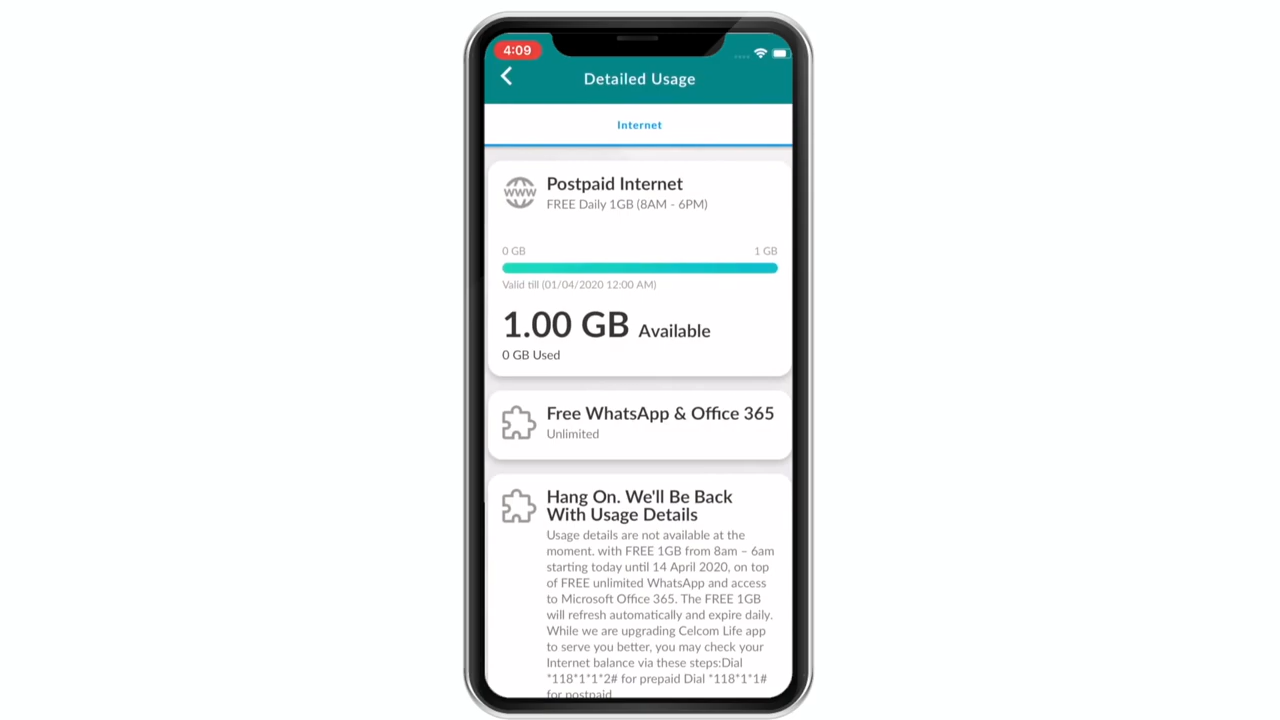 4:09
Detailed Usage
Internet
www
Postpaid Internet
FREE Daily 1GB (8AM - 6PM)
0 GB
1 GB
Valid till (01/04/2020 12:00 AM)
1.00 GB Available
0 GB Used
Free WhatsApp & Office 365
Unlimited
Hang On. We'll Be Back
With Usage Details
Usage details are not available at the
moment. with FREE 1GB from 8am – 6am
starting today until 14 April 2020, on top
of FREE unlimited WhatsApp and access
to Microsoft Office 365. The FREE 1GB
will refresh automatically and expire daily.
While we are upgrading Celcom Life app
to serve you better, you may check your
Internet balance via these steps:Dial
*118*1*1*2# for prepaid Dial *118*1*1#
for postpaid